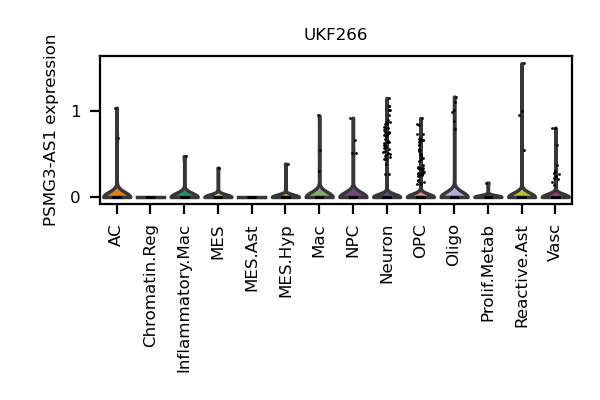 UKF266
PSMG3-AS1 expression
1
0
AC
Chromatin.Reg
Inflammatory.Mac
MES
MES.Ast
MES.Hyp
Mac
NPC
Neuron
OPC
Oligo
Prolif.Metab
Reactive.Ast
Vasc